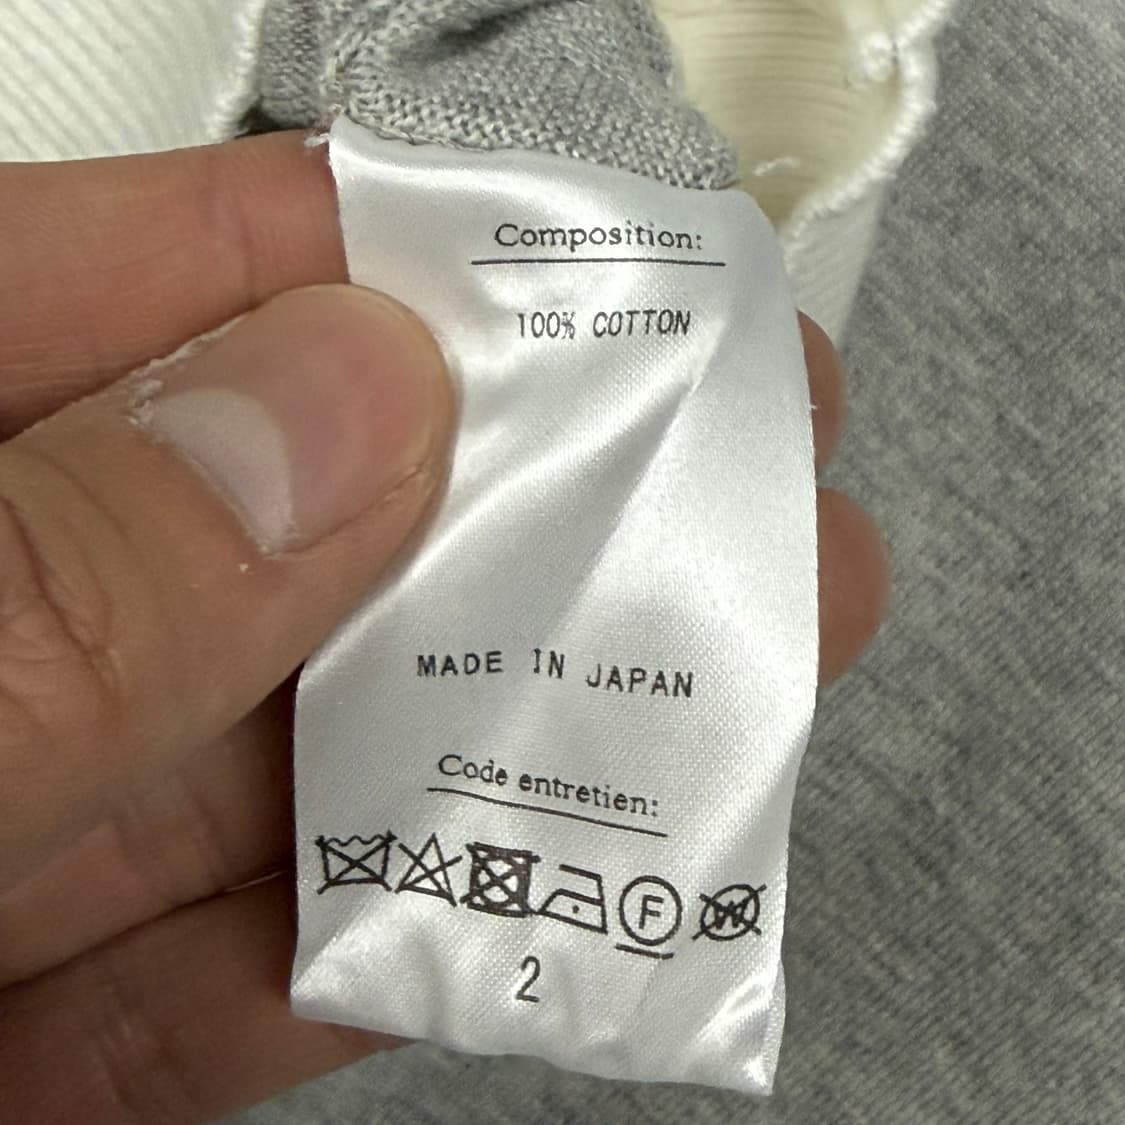 Composition:
100% COTTON
MADE IN JAPAN
Code entretien:
F W
2